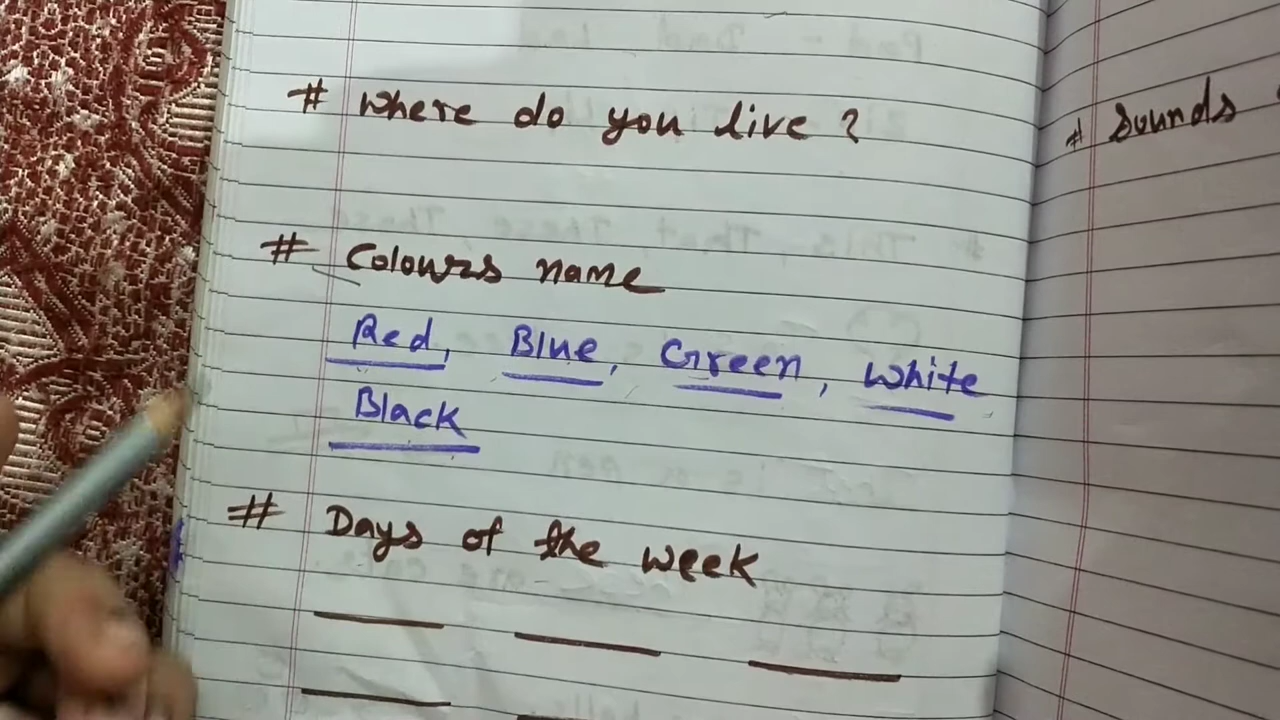 # Where do you live ?
# Colours name
Red, Blue, Green, White
Black
# Days of the week
# Sounds